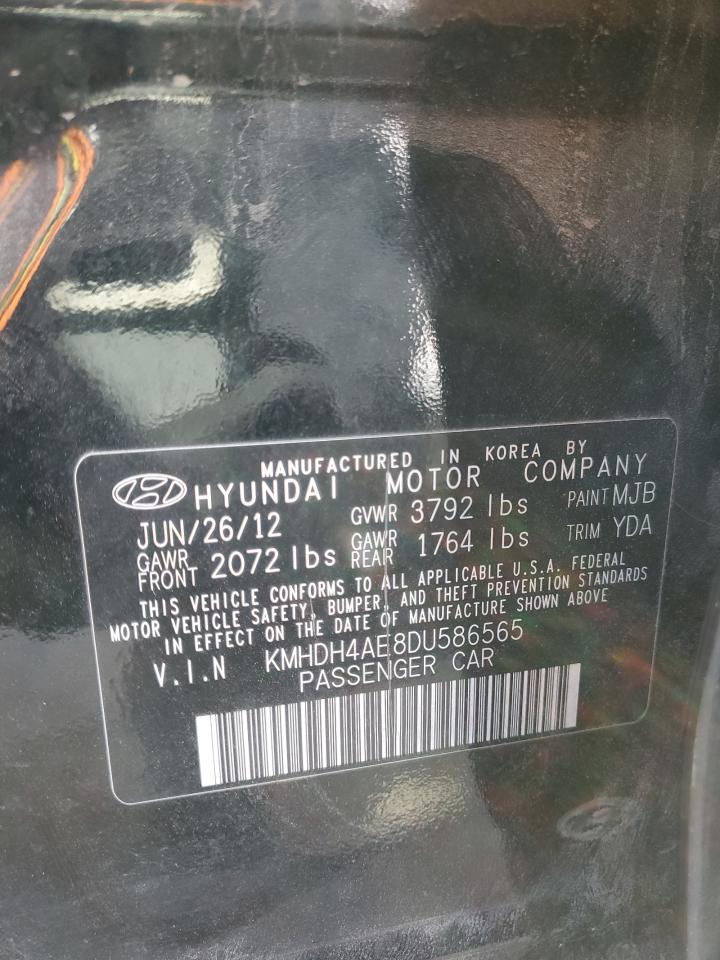 MANUFACTURED IN KOREA BY
HYUNDAI MOTOR COMPANY
JUN/26/12 GVWR 3792 lbs PAINT MJB
GAWR FRONT 2072 lbs GAWR REAR 1764 lbs TRIM YDA
THIS VEHICLE CONFORMS TO ALL APPLICABLE U.S.A. FEDERAL
MOTOR VEHICLE SAFETY, BUMPER, AND THEFT PREVENTION STANDARDS
IN EFFECT ON THE DATE OF MANUFACTURE SHOWN ABOVE
V.I.N KMHDH4AE8DU586565
PASSENGER CAR